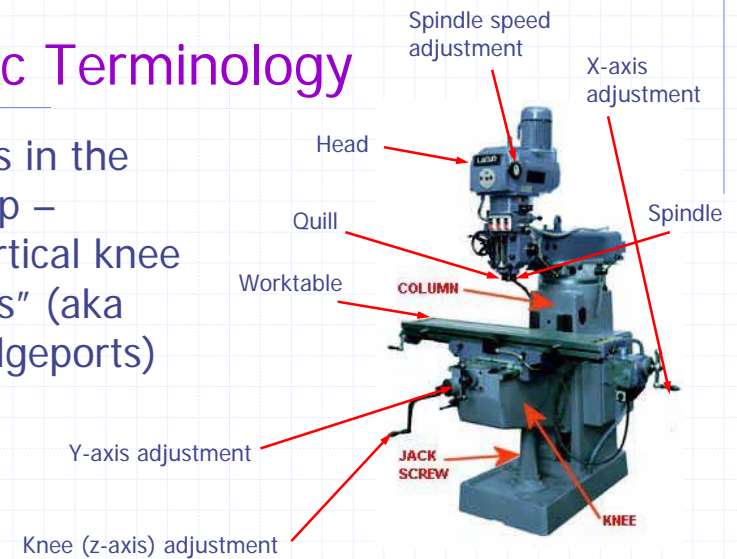 c Terminology
s in the
p –
rtical knee
s" (aka
lgeports)
Spindle speed
adjustment
X-axis
adjustment
Head
Quill
Spindle
Worktable
COLUMN
Y-axis adjustment
JACK
SCREW
KNEE
Knee (z-axis) adjustment